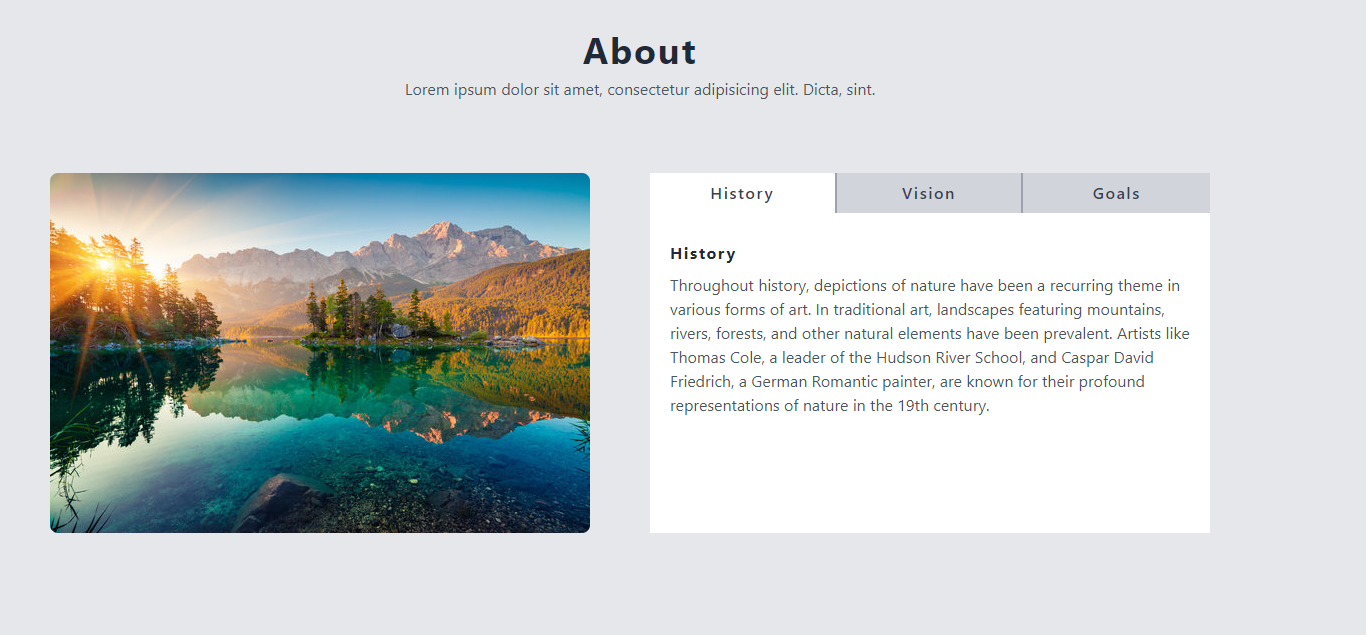 About
Lorem ipsum dolor sit amet, consectetur adipisicing elit. Dicta, sint.
History
Vision
Goals
History
Throughout history, depictions of nature have been a recurring theme in
various forms of art. In traditional art, landscapes featuring mountains,
rivers, forests, and other natural elements have been prevalent. Artists like
Thomas Cole, a leader of the Hudson River School, and Caspar David
Friedrich, a German Romantic painter, are known for their profound
representations of nature in the 19th century.